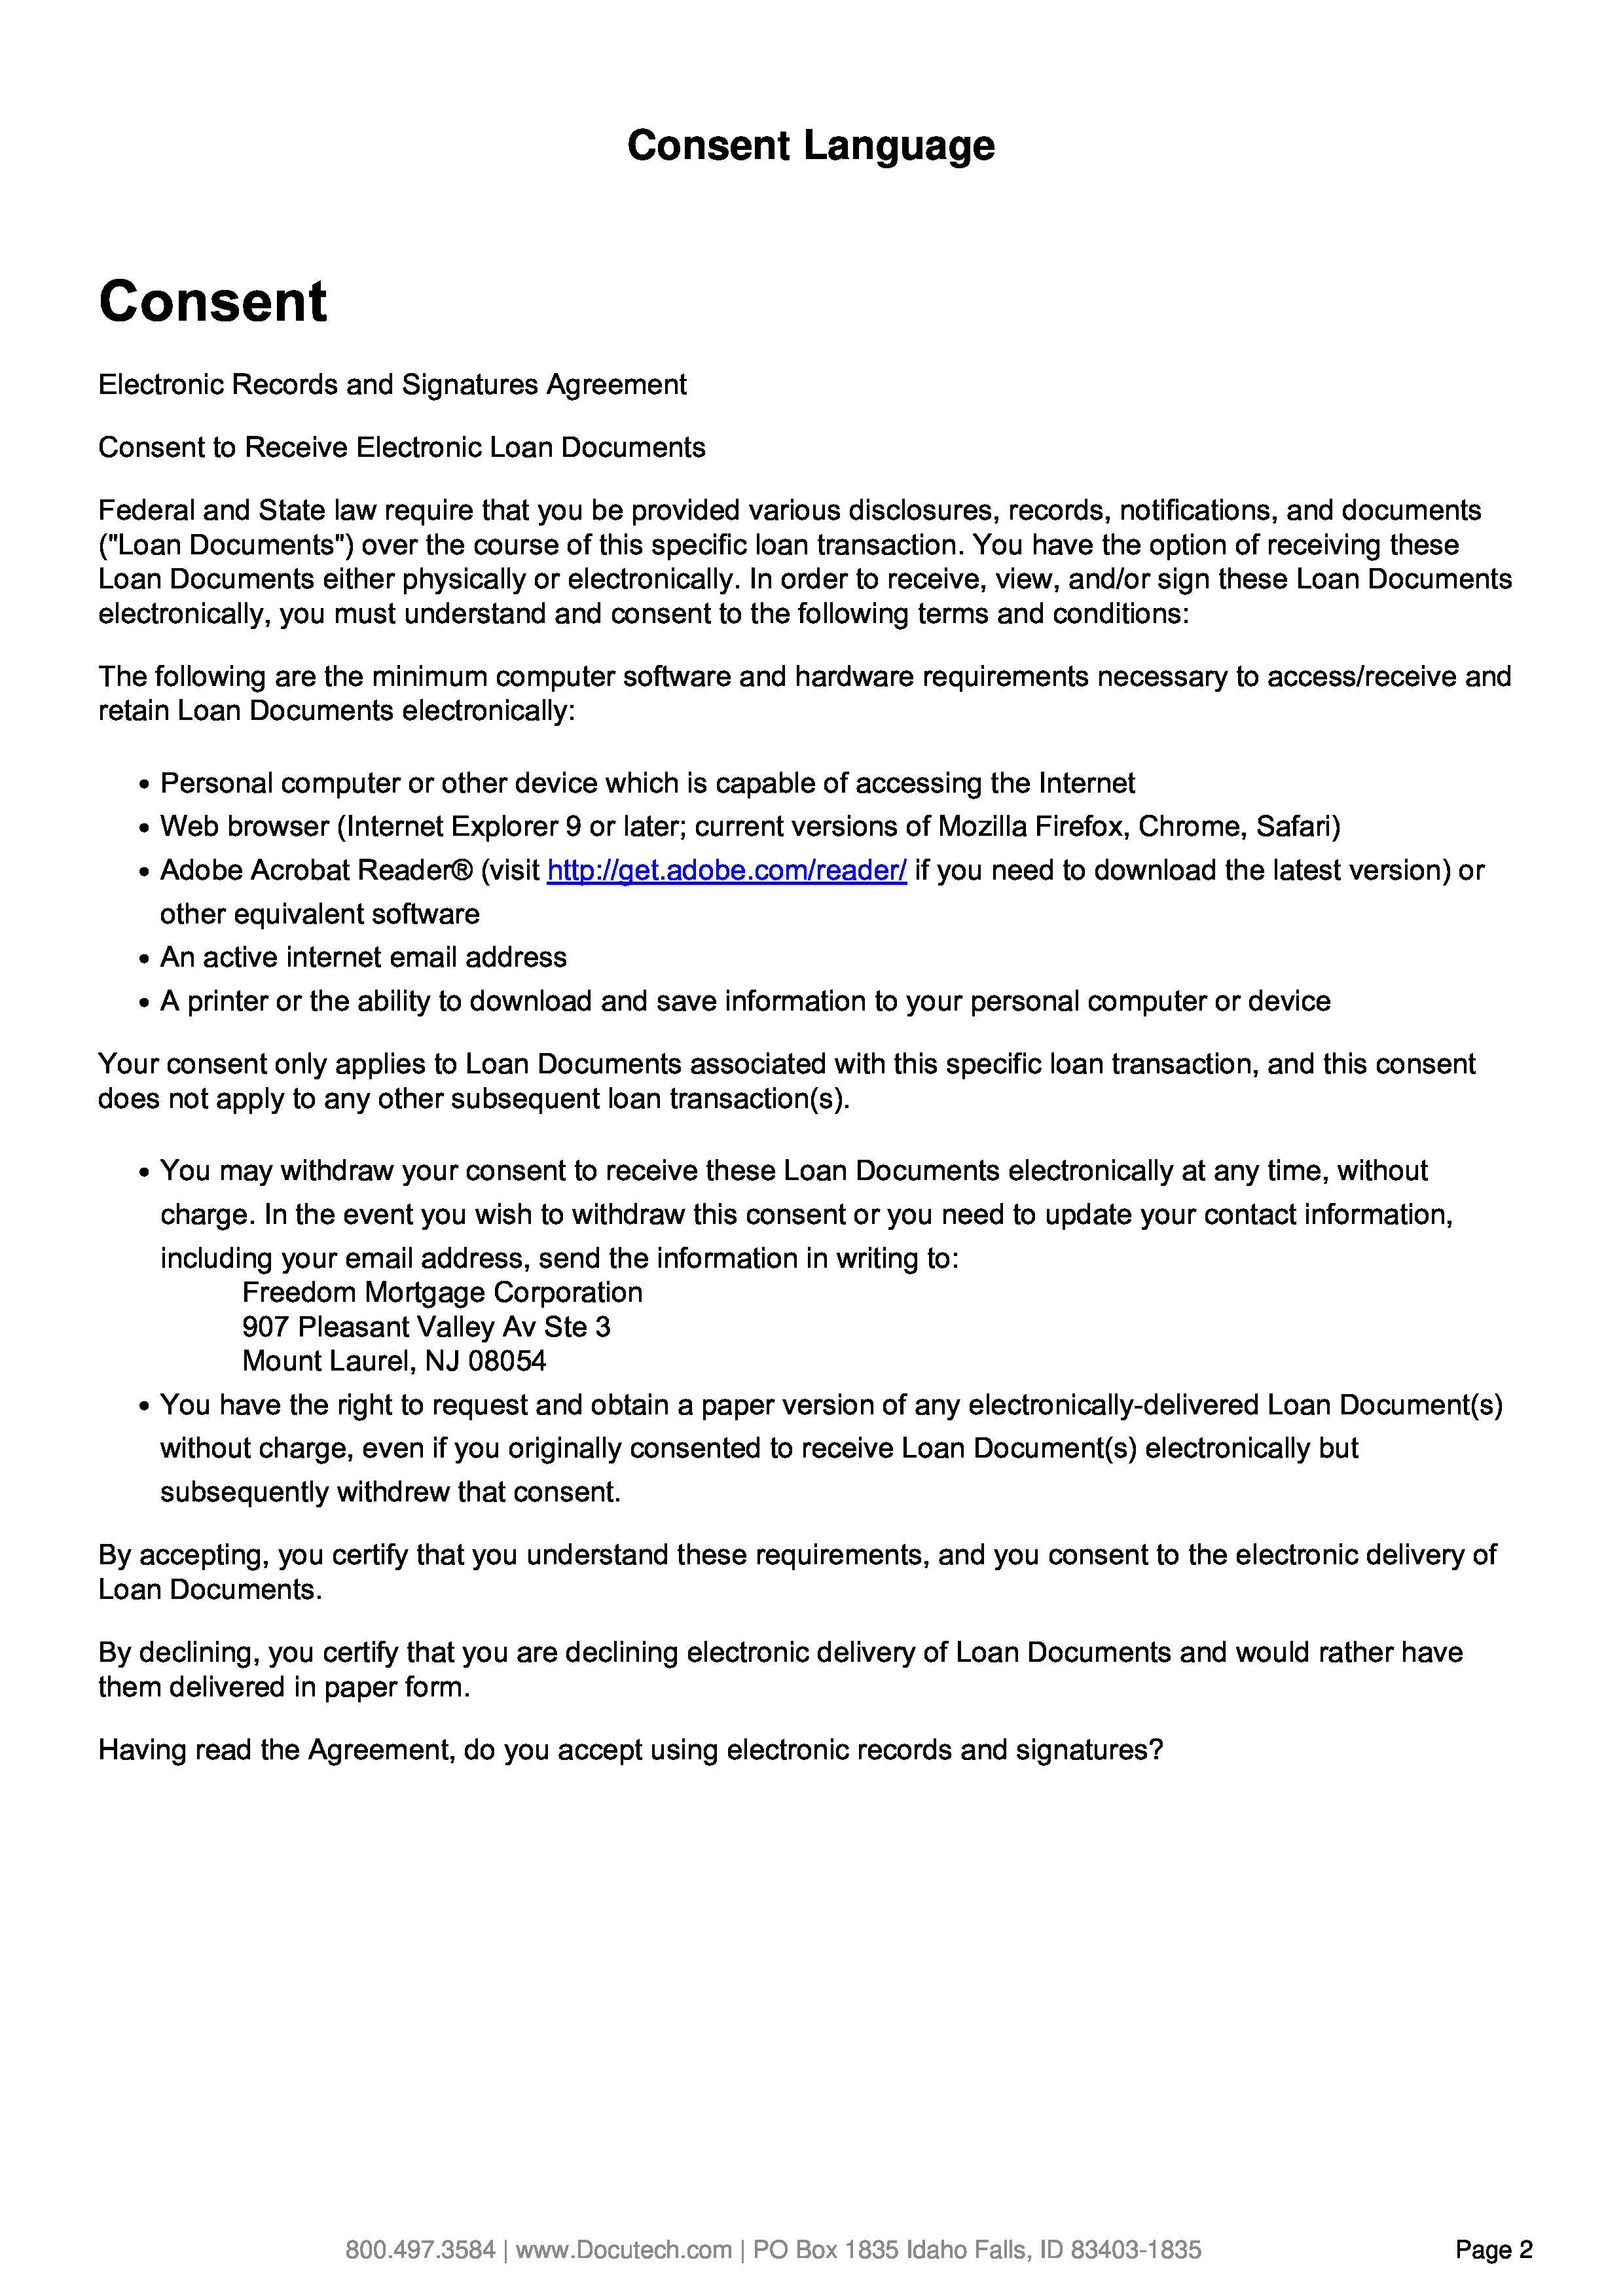 Consent Language
Consent
Electronic Records and Signatures Agreement
Consent to Receive Electronic Loan Documents
Federal and State law require that you be provided various disclosures, records, notifications, and documents
("Loan Documents") over the course of this specific loan transaction. You have the option of receiving these
Loan Documents either physically or electronically. In order to receive, view, and/or sign these Loan Documents
electronically, you must understand and consent to the following terms and conditions:
The following are the minimum computer software and hardware requirements necessary to access/receive and
retain Loan Documents electronically:
• Personal computer or other device which is capable of accessing the Internet
• Web browser (Internet Explorer 9 or later; current versions of Mozilla Firefox, Chrome, Safari)
• Adobe Acrobat Reader® (visit http://get.adobe.com/reader/ if you need to download the latest version) or
other equivalent software
• An active internet email address
• A printer or the ability to download and save information to your personal computer or device
Your consent only applies to Loan Documents associated with this specific loan transaction, and this consent
does not apply to any other subsequent loan transaction(s).
• You may withdraw your consent to receive these Loan Documents electronically at any time, without
charge. In the event you wish to withdraw this consent or you need to update your contact information,
including your email address, send the information in writing to:
Freedom Mortgage Corporation
907 Pleasant Valley Av Ste 3
Mount Laurel, NJ 08054
• You have the right to request and obtain a paper version of any electronically-delivered Loan Document(s)
without charge, even if you originally consented to receive Loan Document(s) electronically but
subsequently withdrew that consent.
By accepting, you certify that you understand these requirements, and you consent to the electronic delivery of
Loan Documents.
By declining, you certify that you are declining electronic delivery of Loan Documents and would rather have
them delivered in paper form.
Having read the Agreement, do you accept using electronic records and signatures?
800.497.3584 | www.Docutech.com | PO Box 1835 Idaho Falls, ID 83403-1835 Page 2